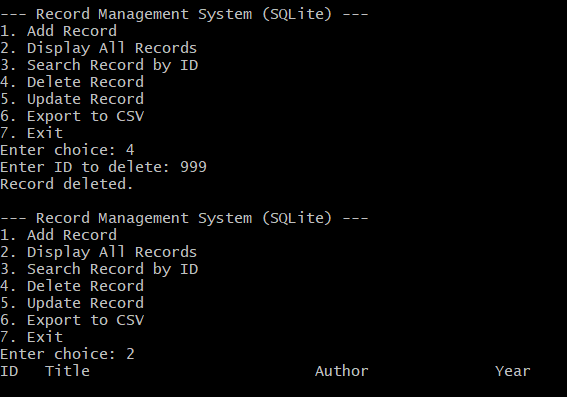 --- Record Management System (SQLite) ---
1. Add Record
2. Display All Records
3. Search Record by ID
4. Delete Record
5. Update Record
6. Export to CSV
7. Exit
Enter choice: 4
Enter ID to delete: 999
Record deleted.

--- Record Management System (SQLite) ---
1. Add Record
2. Display All Records
3. Search Record by ID
4. Delete Record
5. Update Record
6. Export to CSV
7. Exit
Enter choice: 2
ID   Title                         Author              Year